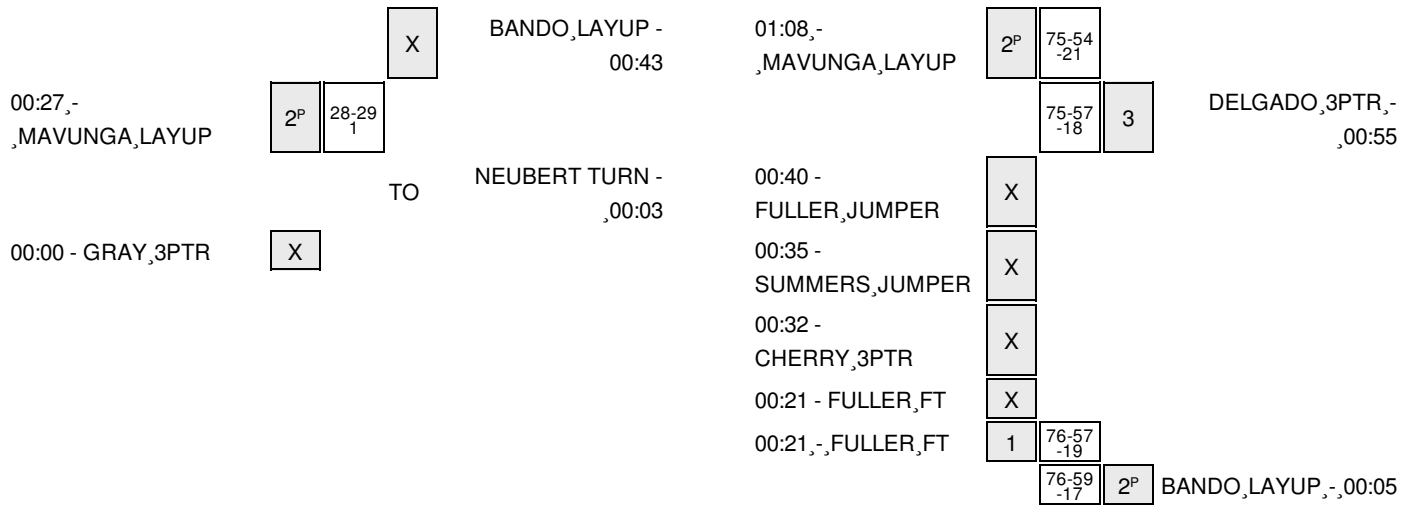 X
BANDO¸LAYUP -
00:43
00:27¸-
¸MAVUNGA¸LAYUP
2P
28-29
1
TO
NEUBERT TURN -
¸00:03
00:00 - GRAY¸3PTR
X
01:08¸-
¸MAVUNGA¸LAYUP
2P
75-54
-21
75-57
-18
3
DELGADO¸3PTR¸-
¸00:55
00:40 -
FULLER¸JUMPER
X
00:35 -
SUMMERS¸JUMPER
X
00:32 -
CHERRY¸3PTR
X
00:21 - FULLER¸FT
X
00:21¸-¸FULLER¸FT
1
76-57
-19
76-59
-17
2P
BANDO¸LAYUP¸-¸00:05